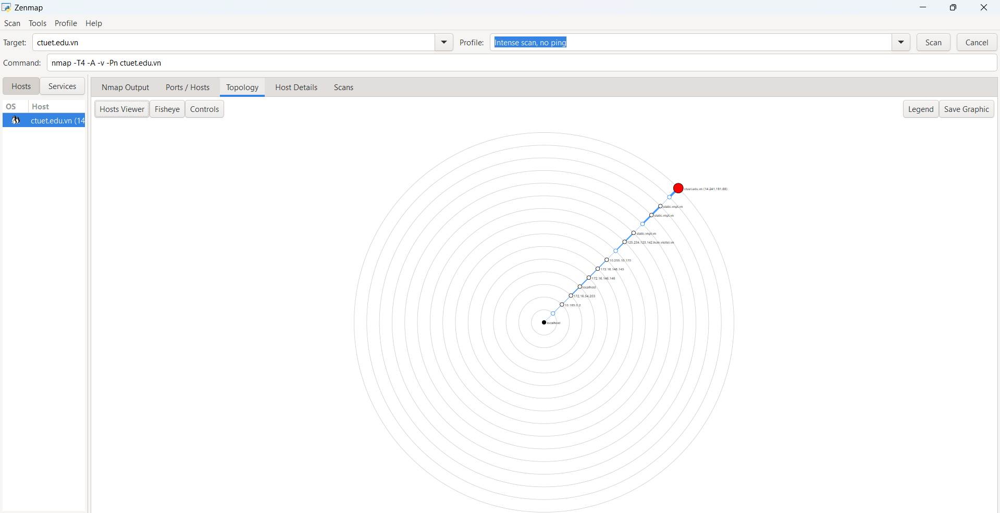 Zenmap
Scan Tools Profile Help
Target: ctuet.edu.vn Profile: Intense scan, no ping Scan Cancel
Command: nmap -T4 -A -v -Pn ctuet.edu.vn
Hosts Services
Nmap Output Ports / Hosts Topology Host Details Scans
OS Host
ctuet.edu.vn (14
Hosts Viewer Fisheye Controls Legend Save Graphic
ctuet.edu.vn (14.241.181.68)
static.vnpt.vn
static.vnpt.vn
static.vnpt.vn
125.234.123.142.hcm.viettel.vn
10.255.10.170
172.16.146.145
172.16.146.146
localhost
172.16.54.203
10.185.0.2
localhost